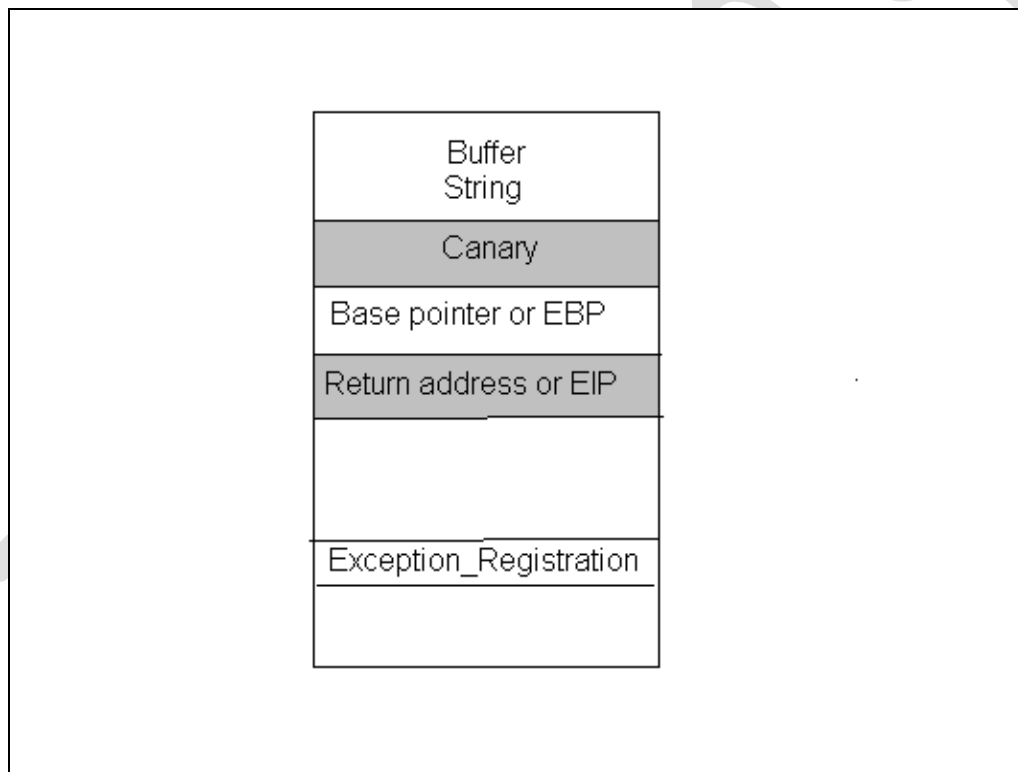 Buffer
String
Canary
Base pointer or EBP
Return address or EIP
Exception_Registration